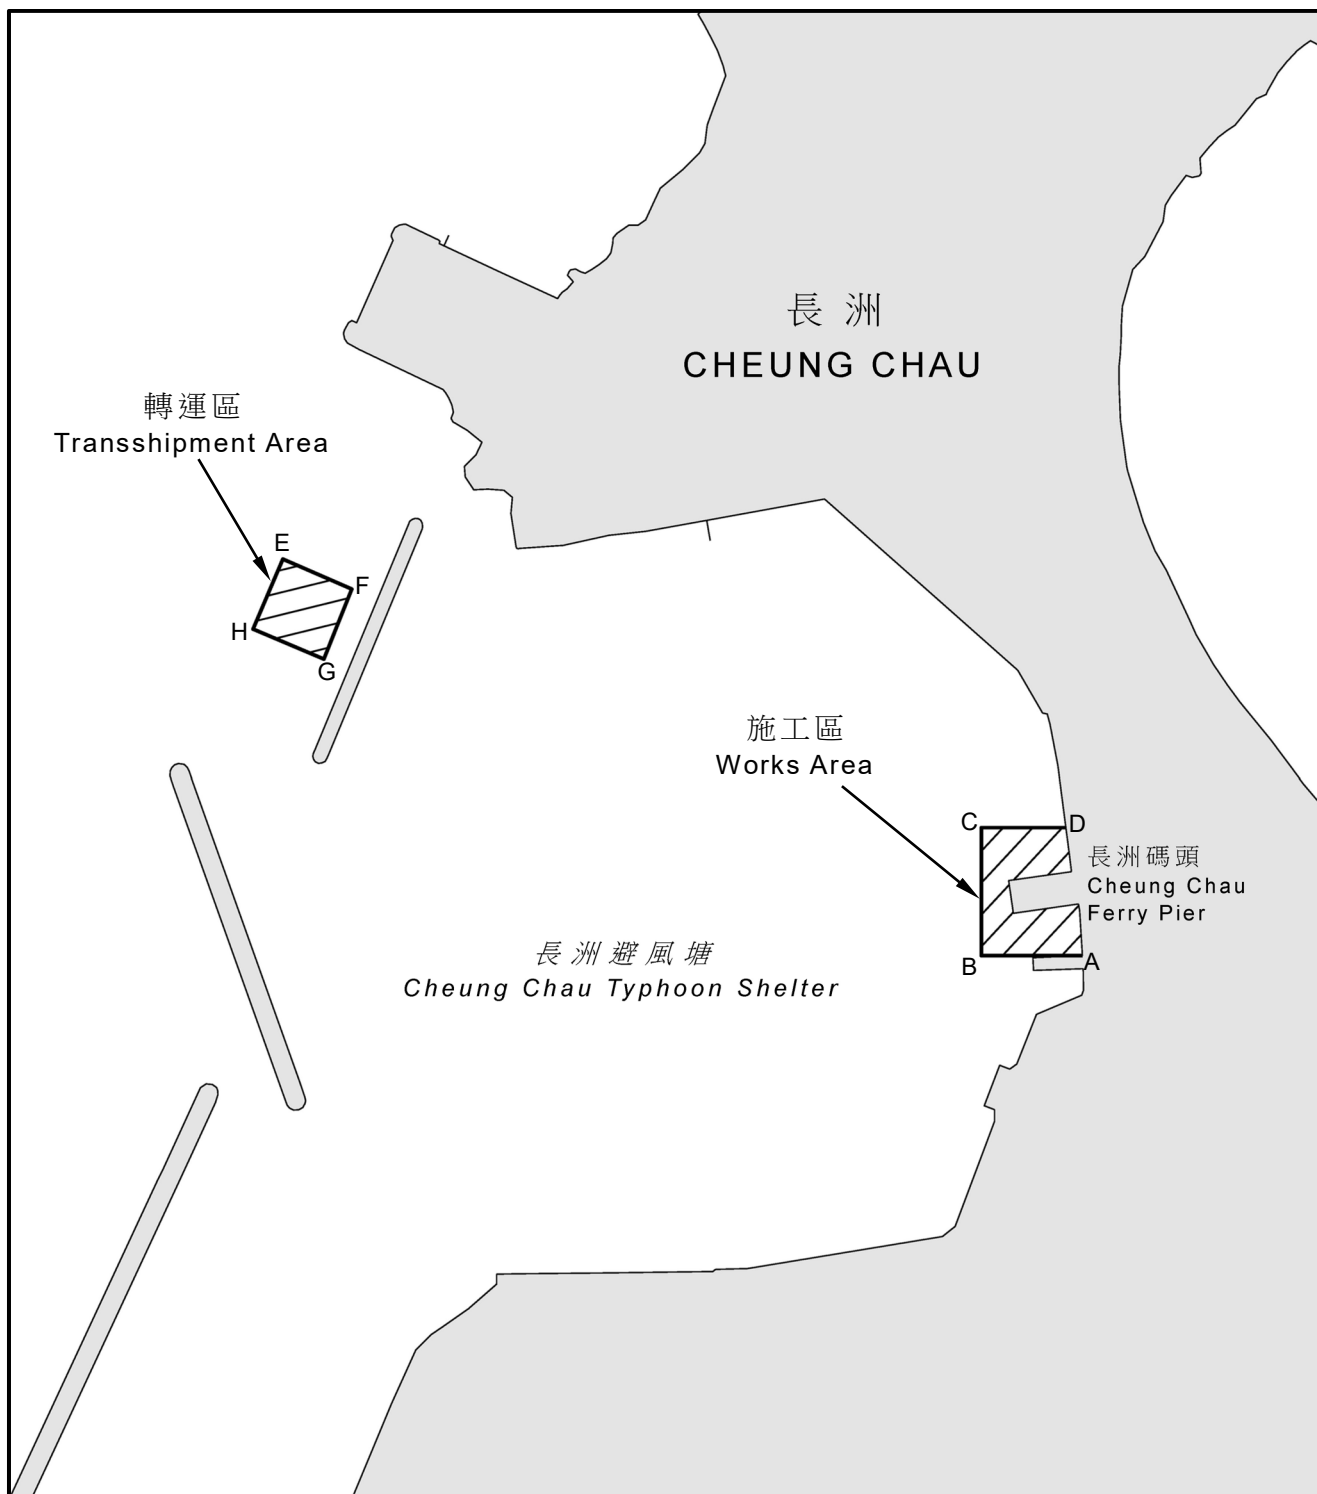 長洲
CHEUNG CHAU
轉運區
Transshipment Area
E
F
H
G
施工區
Works Area
C
D
長洲碼頭
Cheung Chau
Ferry Pier
B
A
長洲避風塘
Cheung Chau Typhoon Shelter